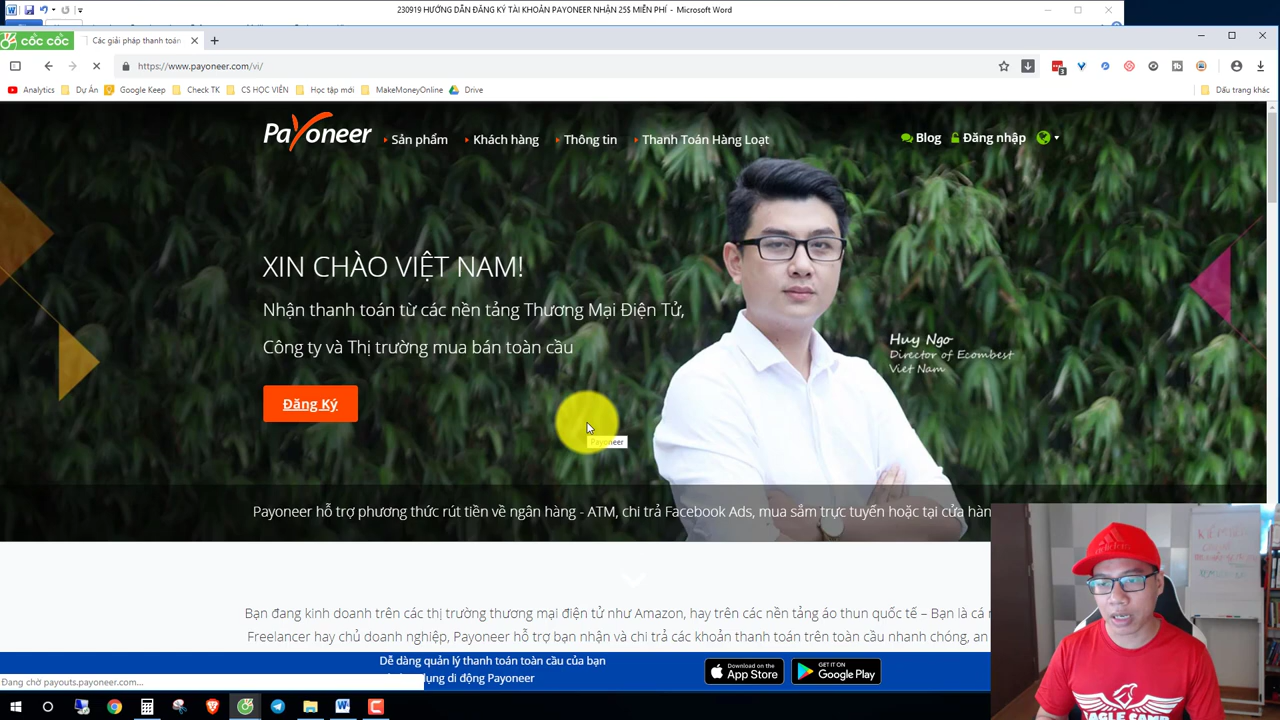 230919 HƯỚNG DẪN ĐĂNG KÝ TÀI KHOẢN PAYONEER NHẬN 25$ MIỄN PHÍ - Microsoft Word
cốc cốc
Các giải pháp thanh toán
https://www.payoneer.com/vi/
3
Analytics
Dự Án
Google Keep
Check TK
CS HỌC VIÊN
Học tập mới
MakeMoneyOnline
Drive
Dấu trang khác
Payoneer
Sản phẩm
Khách hàng
Thông tin
Thanh Toán Hàng Loạt
Blog
Đăng nhập
XIN CHÀO VIỆT NAM!
Nhận thanh toán từ các nền tảng Thương Mại Điện Tử,
Công ty và Thị trường mua bán toàn cầu
Huy Ngo
Director of Ecombest
Viet Nam
Đăng Ký
Payoneer
Payoneer hỗ trợ phương thức rút tiền về ngân hàng - ATM, chi trả Facebook Ads, mua sắm trực tuyến hoặc tại cửa hàn
Bạn đang kinh doanh trên các thị trường thương mại điện tử như Amazon, hay trên các nền tảng áo thun quốc tế – Bạn là cá
Freelancer hay chủ doanh nghiệp, Payoneer hỗ trợ bạn nhận và chi trả các khoản thanh toán trên toàn cầu nhanh chóng, an
Dễ dàng quản lý thanh toán toàn cầu của bạn
dụng di động Payoneer
Download on the
App Store
GET IT ON
Google Play
Đang chờ payouts.payoneer.com...
EAGLE CAMP